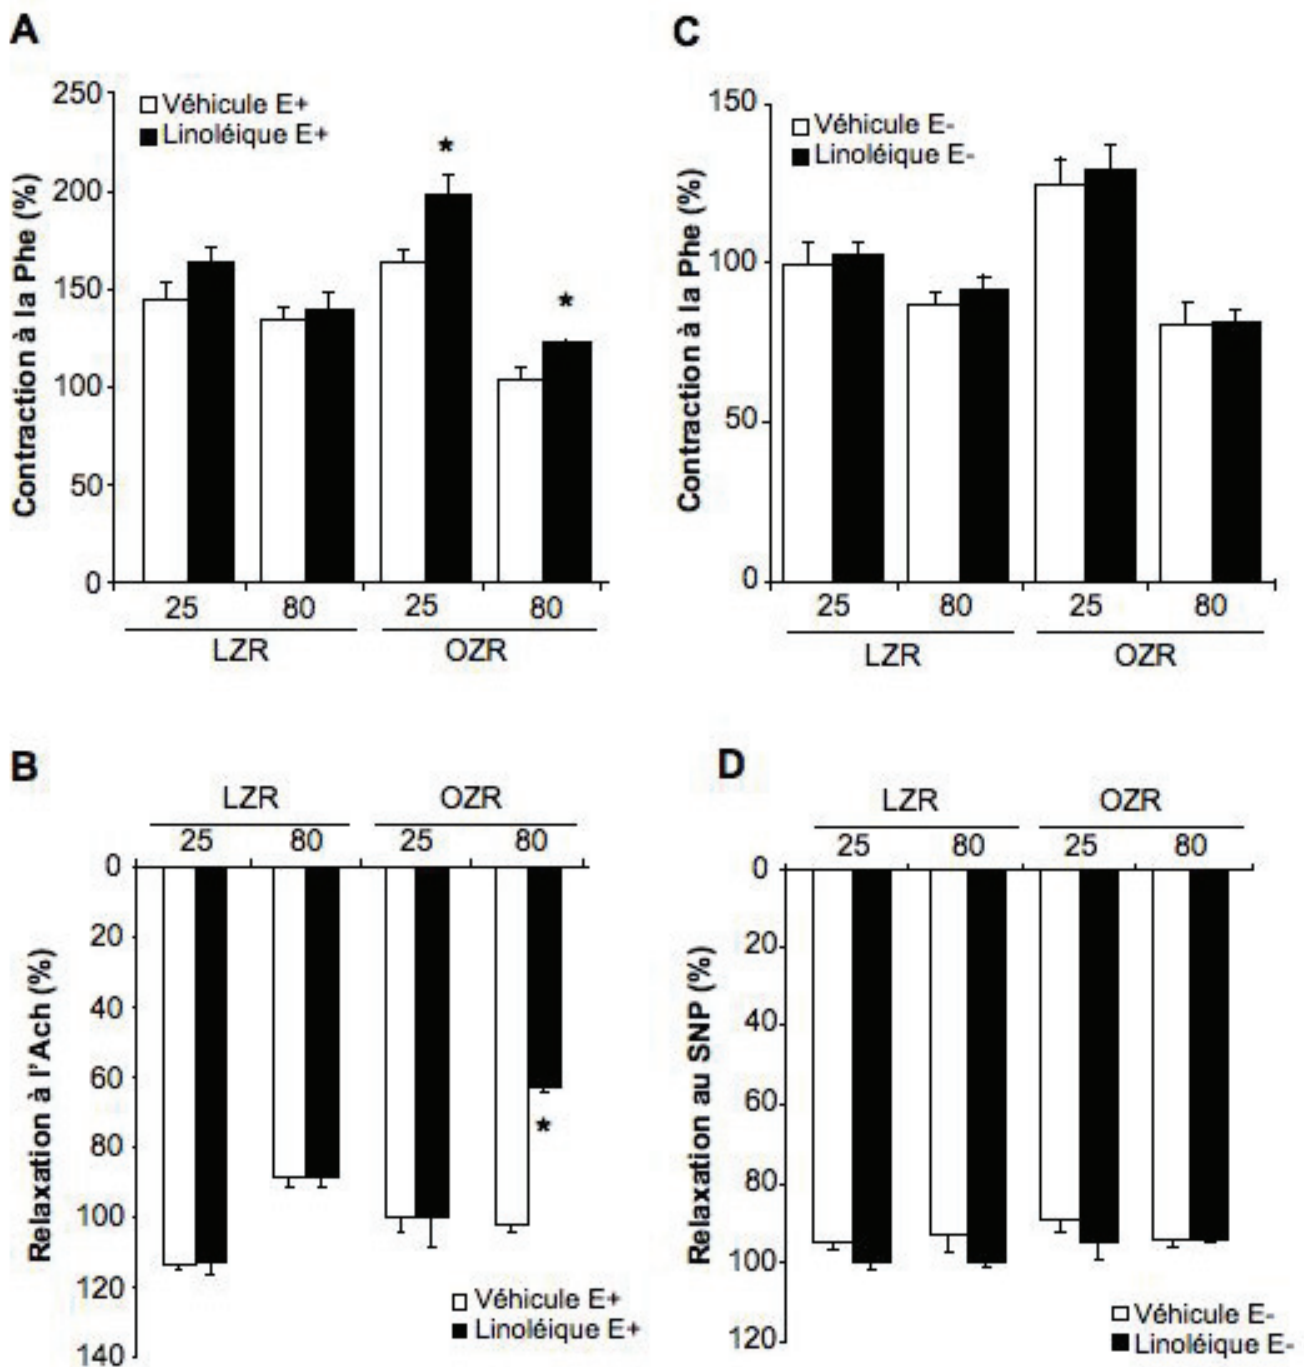 A
Contraction à la Phe (%)
250
200
150
100
50
0
Véhicule E+
Linoléique E+
*
*
25 80 25 80
LZR OZR
C
Contraction à la Phe (%)
150
100
50
0
Véhicule E-
Linoléique E-
25 80 25 80
LZR OZR
B
LZR OZR
25 80 25 80
Relaxation à l'Ach (%)
0
20
40
60
80
100
120
140
*
Véhicule E+
Linoléique E+
D
LZR OZR
25 80 25 80
Relaxation au SNP (%)
0
20
40
60
80
100
120
Véhicule E-
Linoléique E-